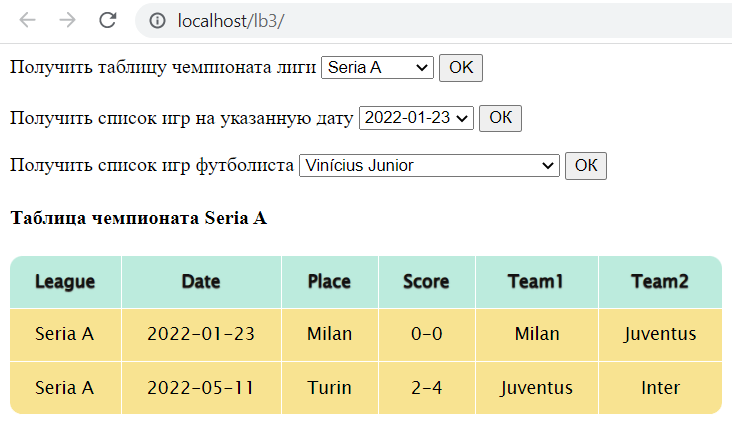 localhost/lb3/
Получить таблицу чемпионата лиги Seria A OK
Получить список игр на указанную дату 2022-01-23 OK
Получить список игр футболиста Vinícius Junior OK
Таблица чемпионата Seria A
League Date Place Score Team1 Team2
Seria A 2022-01-23 Milan 0-0 Milan Juventus
Seria A 2022-05-11 Turin 2-4 Juventus Inter